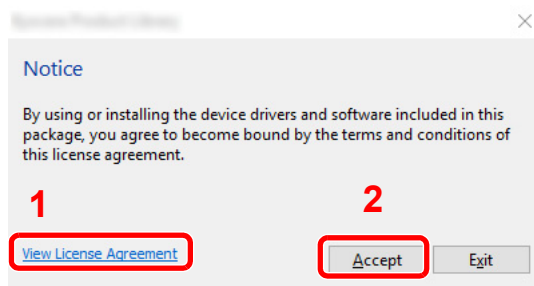 Notice
By using or installing the device drivers and software included in this
package, you agree to become bound by the terms and conditions of
this license agreement.
1
2
View License Agreement
Accept
Exit